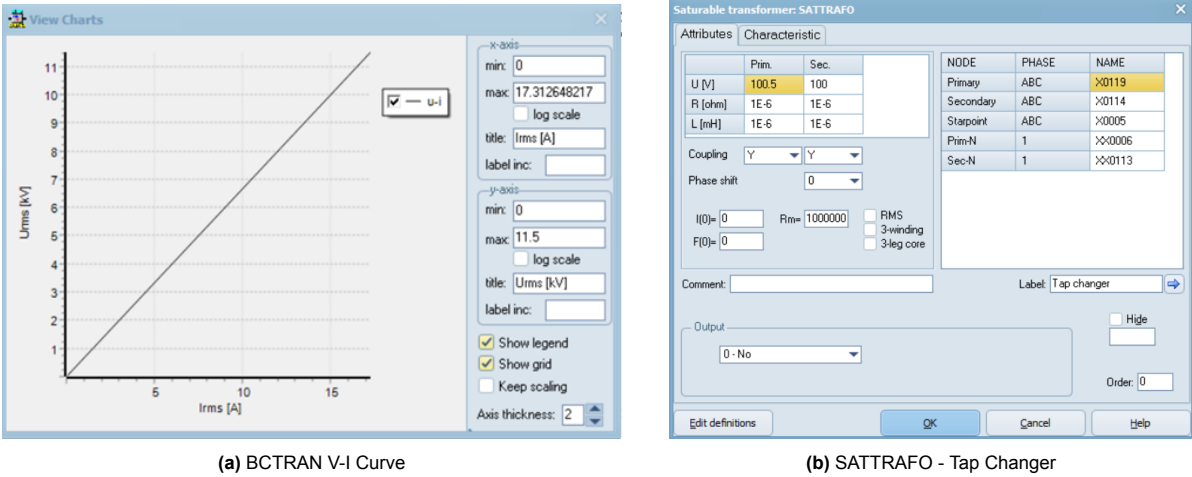 View Charts
11
10
9
8
7
6
5
4
3
2
1
Urms [kV]
5 10 15
Irms [A]
u-i
x-axis
min: 0
max: 17.312648217
log scale
title: Irms [A]
label inc:
y-axis
min: 0
max: 11.5
log scale
title: Urms [kV]
label inc:
Show legend
Show grid
Keep scaling
Axis thickness: 2
(a) BCTRAN V-I Curve
Saturable transformer: SATTRAFO
Attributes Characteristic
Prim. Sec.
U [V] 100.5 100
R [ohm] 1E-6 1E-6
L [mH] 1E-6 1E-6
Coupling Y Y
Phase shift 0
I(0)= 0 Rm= 1000000
F(0)= 0
RMS
3-winding
3-leg core
NODE PHASE NAME
Primary ABC X0119
Secondary ABC X0114
Starpoint ABC X0005
Prim-N 1 XX0006
Sec-N 1 XX0113
Comment:
Label: Tap changer
Output
0 - No
Hide
Order: 0
Edit definitions OK Cancel Help
(b) SATTRAFO - Tap Changer